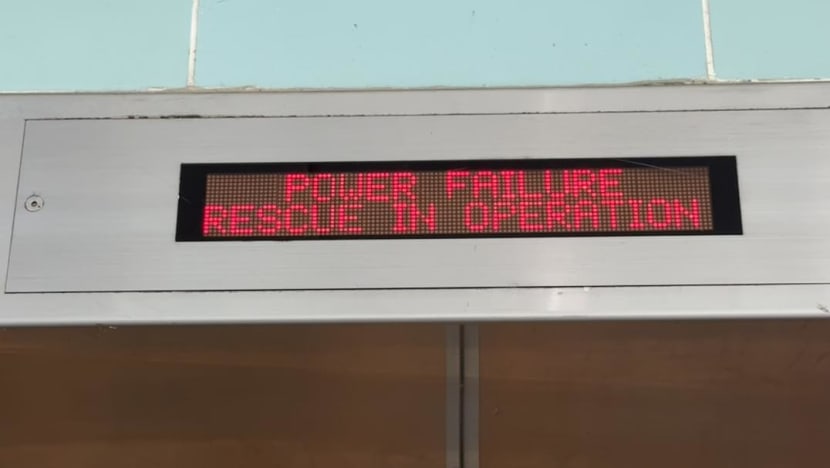 POWER FAILURE
RESCUE IN OPERATION